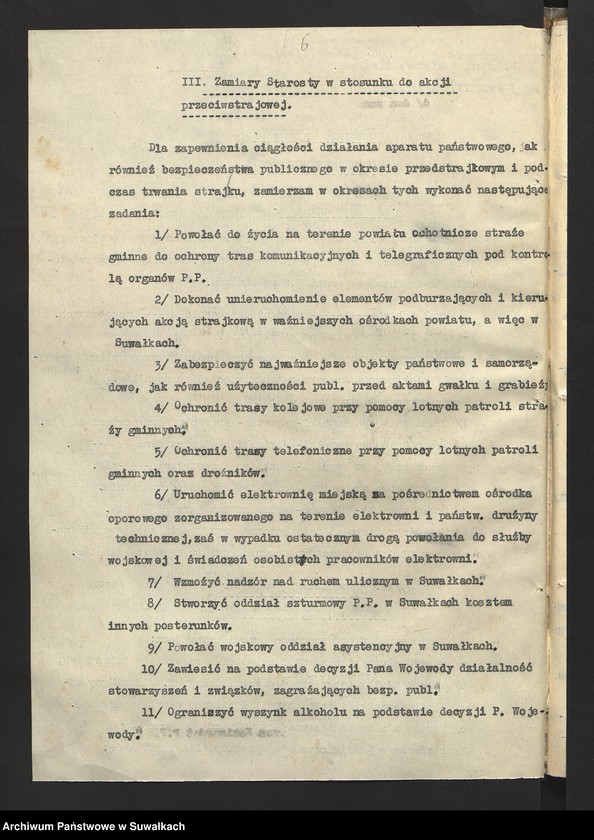 6
III. Zamiary Starosty w stosunku do akcji
przeciwstrajowej.
Dla zapewnienia ciągłości działania aparatu państwowego, jak
również bezpieczeństwa publicznego w okresie przedstrajkowym i pod-
czas trwania strajku, zamierzam w okresach tych wykonać następujące
zadania:
1/ Powołać do życia na terenie powiatu ochotnicze straże
gminne do ochrony tras komunikacyjnych i telegraficznych pod kontro-
lą organów P.P.
2/ Dokonać unieruchomienie elementów podburzających i kieru-
jących akcją strajkową w ważniejszych ośrodkach powiatu, a więc w
Suwałkach.
3/ Zabezpieczyć najważniejsze objekty państwowe i samorzą-
dowe, jak również użyteczności publ. przed aktami gwałku i grabieży
4/ Ochronić trasy kolejowe przy pomocy lotnych patroli stra-
ży gminnych.
5/ Ochronić trasy telefoniczne przy pomocy lotnych patroli
gminnych oraz drożników.
6/ Uruchomić elektrownię miejską za pośrednictwem ośrodka
oporowego zorganizowanego na terenie elektrowni i państw. drużyny
technicznej,zaś w wypadku ostatecznym drogą powołania do służby
wojskowej i świadczeń osobistych pracowników elektrowni.
7/ Wzmożyć nadzór nad ruchem ulicznym w Suwałkach.
8/ Stworzyć oddział szturmowy P.P. w Suwałkach kosztem
innych posterunków.
9/ Powołać wojskowy oddział asystencyjny w Suwałkach.
10/ Zawiesić na podstawie decyzji Pana Wojewody działalność
stowarzyszeń i związków, zagrażających bezp. publ.
11/ Ograniszyć wyszynk alkoholu na podstawie decyzji P. Woje-
wody.
Archiwum Państwowe w Suwałkach